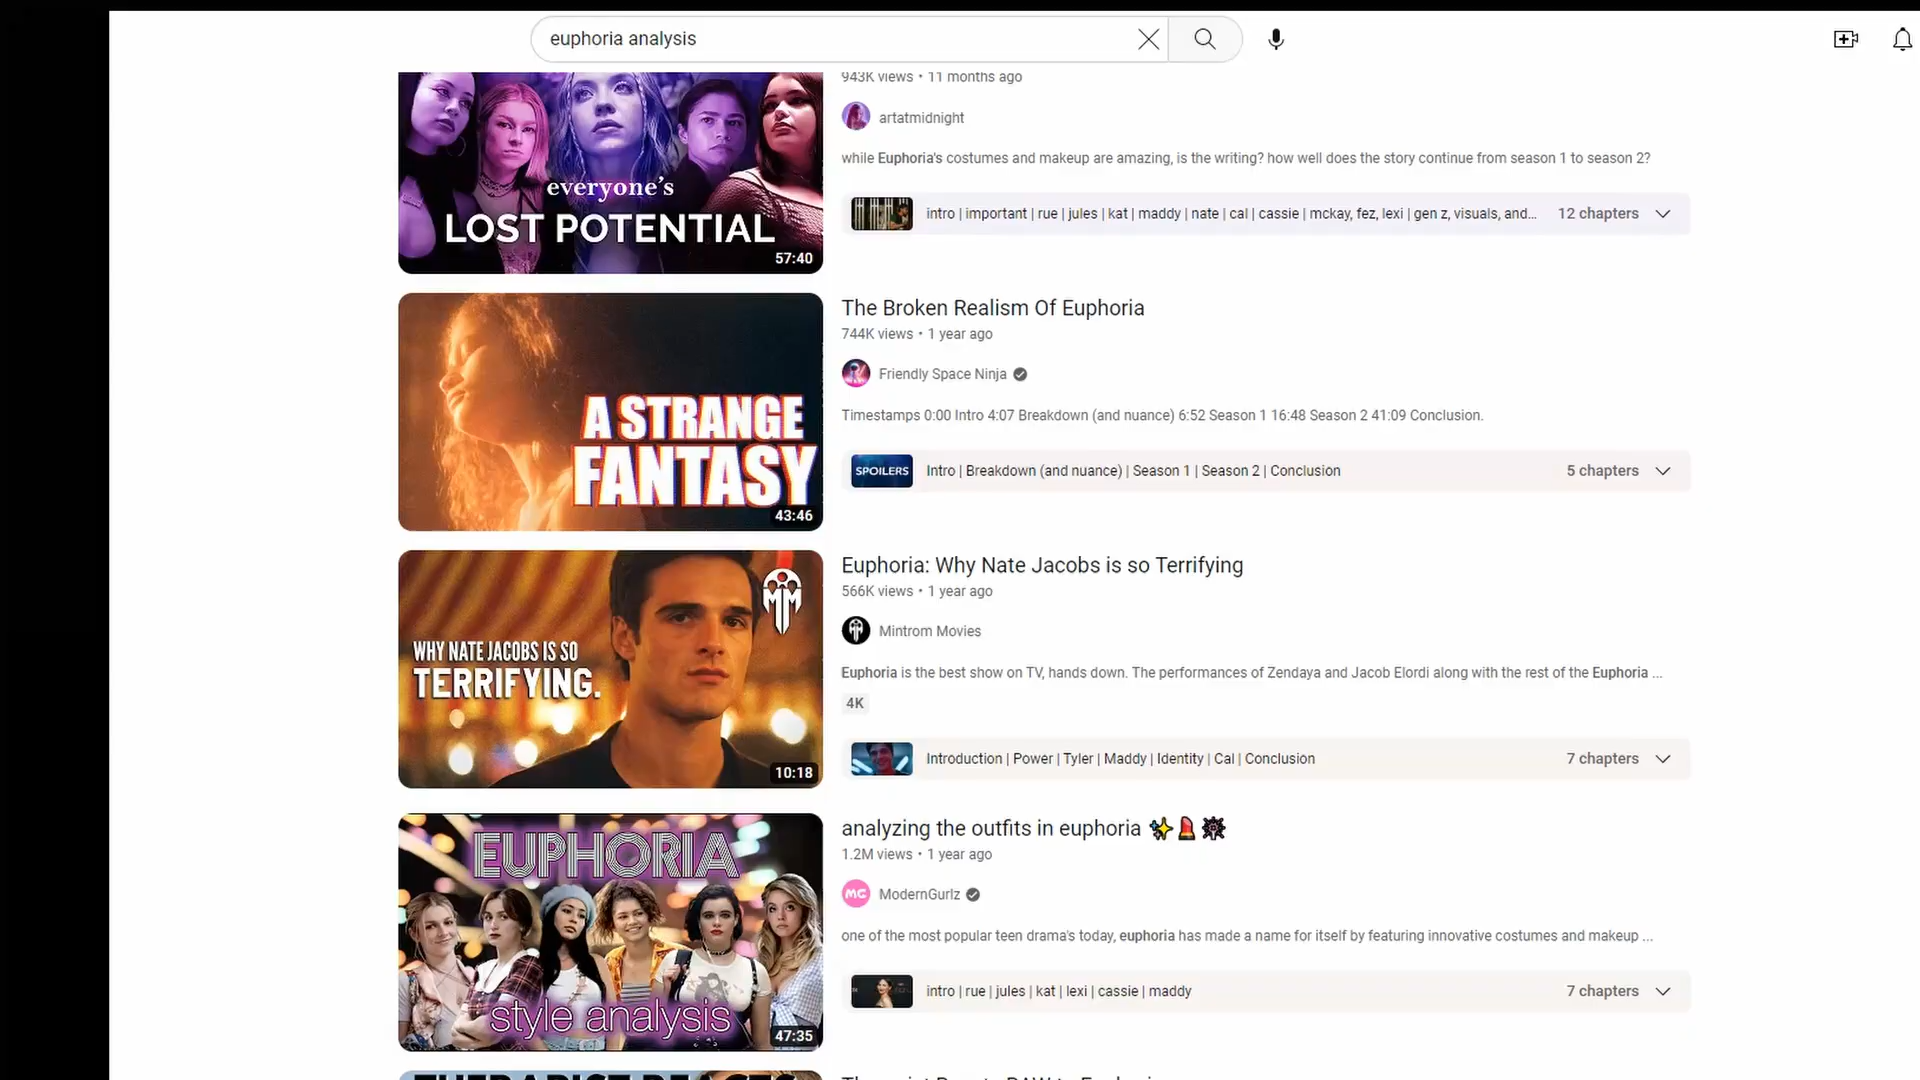 euphoria analysis
943K views • 11 months ago
artatmidnight
while Euphoria's costumes and makeup are amazing, is the writing? how well does the story continue from season 1 to season 2?
everyone's
LOST POTENTIAL
57:40
intro | important | rue | jules | kat | maddy | nate | cal | cassie | mckay, fez, lexi | gen z, visuals, and...
12 chapters
The Broken Realism Of Euphoria
744K views • 1 year ago
Friendly Space Ninja
Timestamps 0:00 Intro 4:07 Breakdown (and nuance) 6:52 Season 1 16:48 Season 2 41:09 Conclusion.
A STRANGE
FANTASY
43:46
SPOILERS
Intro | Breakdown (and nuance) | Season 1 | Season 2 | Conclusion
5 chapters
Euphoria: Why Nate Jacobs is so Terrifying
566K views • 1 year ago
Mintrom Movies
Euphoria is the best show on TV, hands down. The performances of Zendaya and Jacob Elordi along with the rest of the Euphoria ...
4K
WHY NATE JACOBS IS SO
TERRIFYING.
10:18
Introduction | Power | Tyler | Maddy | Identity | Cal | Conclusion
7 chapters
analyzing the outfits in euphoria ✨💄🕷
1.2M views • 1 year ago
MG
ModernGurlz
one of the most popular teen drama's today, euphoria has made a name for itself by featuring innovative costumes and makeup ...
EUPHORIA
style analysis
47:35
intro | rue | jules | kat | lexi | cassie | maddy
7 chapters